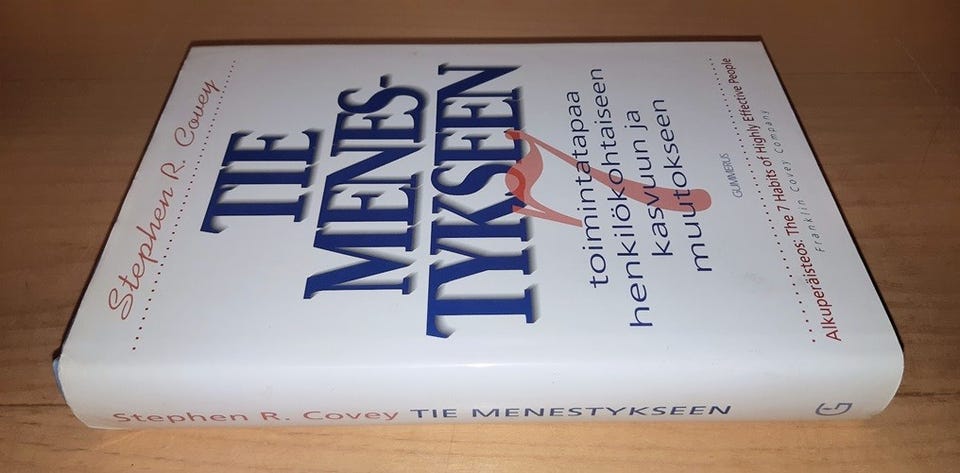 Stephen R. Covey
TIE
MENES-
TYKSEEN
7
toimintatapaa
henkilökohtaiseen
kasvuun ja
muutokseen
GUMMERUS
Alkuperäisteos: The 7 Habits of Highly Effective People
Franklin Covey Company
Stephen R. Covey TIE MENESTYKSEEN
G